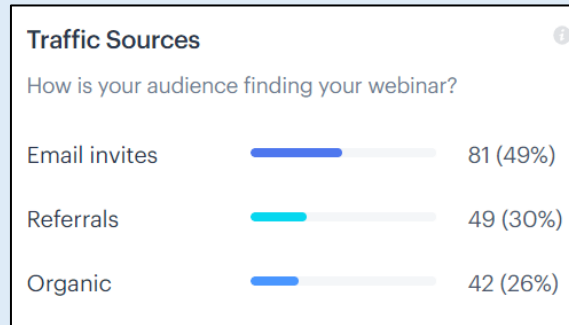 Traffic Sources
How is your audience finding your webinar?
Email invites 81 (49%)
Referrals 49 (30%)
Organic 42 (26%)